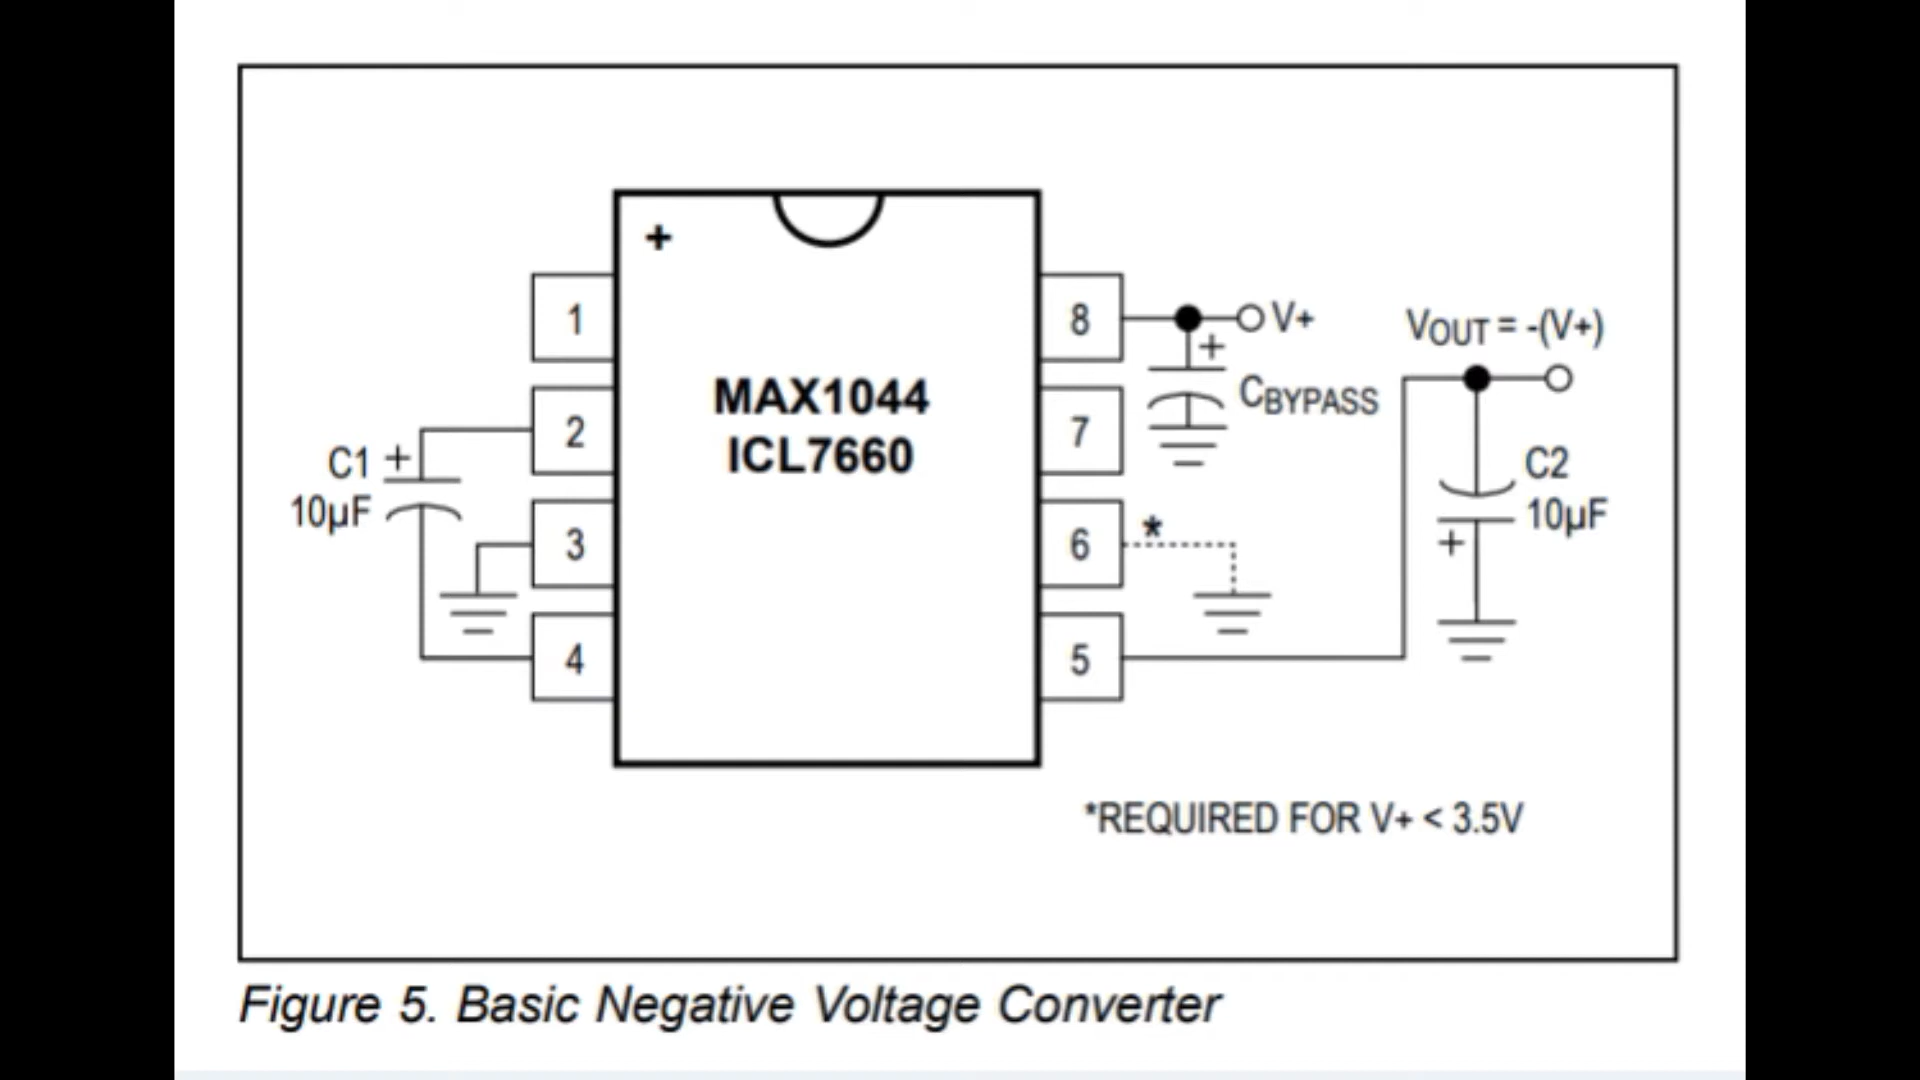 +
MAX1044
ICL7660
1
2
3
4
8
7
6
5
C1 +
10µF
V+
+
CBYPASS
*
VOUT = -(V+)
C2
10µF
+
*REQUIRED FOR V+ < 3.5V
Figure 5. Basic Negative Voltage Converter